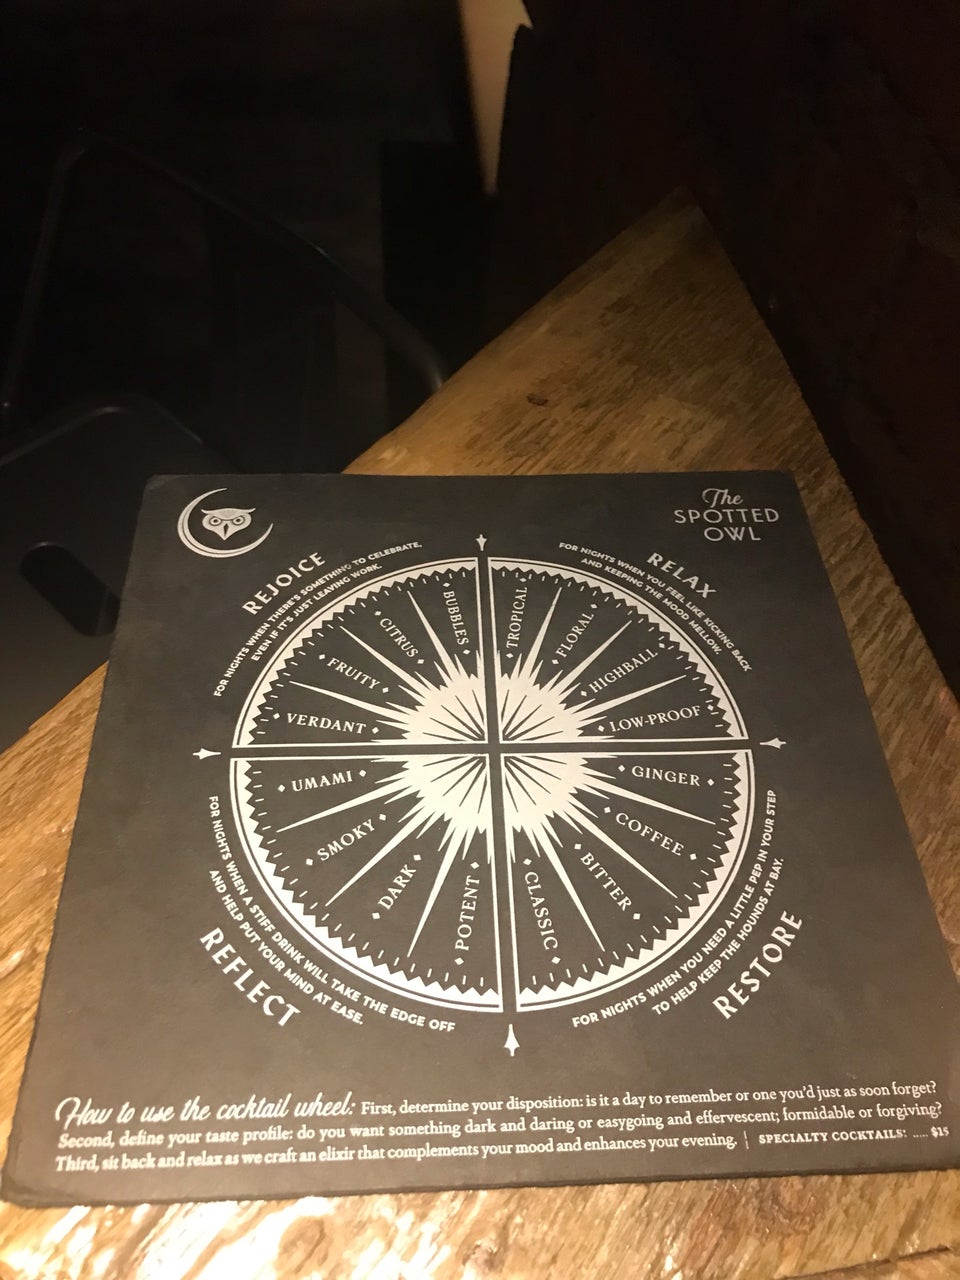 The
SPOTTED
OWL
REJOICE
FOR NIGHTS WHEN THERE'S SOMETHING TO CELEBRATE,
EVEN IF IT'S JUST LEAVING WORK.
VERDANT
FRUITY
CITRUS
BUBBLES
RELAX
FOR NIGHTS WHEN YOU FEEL LIKE KICKING BACK
AND KEEPING THE MOOD MELLOW.
TROPICAL
FLORAL
HIGHBALL
LOW-PROOF
UMAMI
SMOKY
DARK
POTENT
FOR NIGHTS WHEN A STIFF DRINK WILL TAKE THE EDGE OFF
AND HELP PUT YOUR MIND AT EASE.
REFLECT
GINGER
COFFEE
BITTER
CLASSIC
FOR NIGHTS WHEN YOU NEED A LITTLE PEP IN YOUR STEP
TO HELP KEEP THE HOUNDS AT BAY.
RESTORE
How to use the cocktail wheel: First, determine your disposition: is it a day to remember or one you'd just as soon forget?
Second, define your taste profile: do you want something dark and daring or easygoing and effervescent; formidable or forgiving?
Third, sit back and relax as we craft an elixir that complements your mood and enhances your evening. | SPECIALTY COCKTAILS: ..... $15